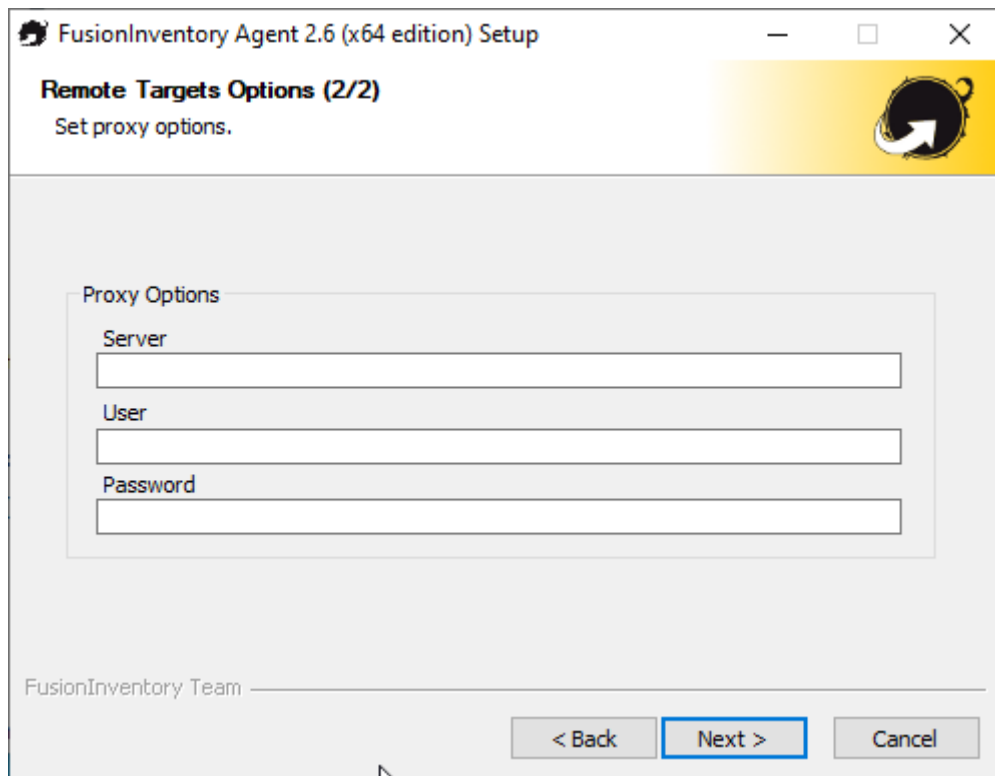 FusionInventory Agent 2.6 (x64 edition) Setup
Remote Targets Options (2/2)
Set proxy options.
Proxy Options
Server
User
Password
FusionInventory Team
< Back Next > Cancel